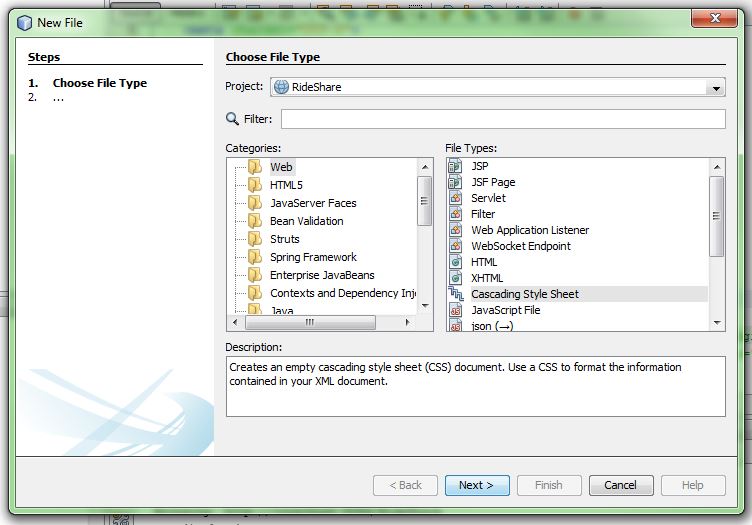 New File
Steps
1. Choose File Type
2. ...
Choose File Type
Project: RideShare
Filter:
Categories:
Web
HTML5
JavaServer Faces
Bean Validation
Struts
Spring Framework
Enterprise JavaBeans
Contexts and Dependency Inje
Java
File Types:
JSP
JSF Page
Servlet
Filter
Web Application Listener
WebSocket Endpoint
HTML
XHTML
Cascading Style Sheet
JavaScript File
json (→)
Description:
Creates an empty cascading style sheet (CSS) document. Use a CSS to format the information
contained in your XML document.
< Back
Next >
Finish
Cancel
Help